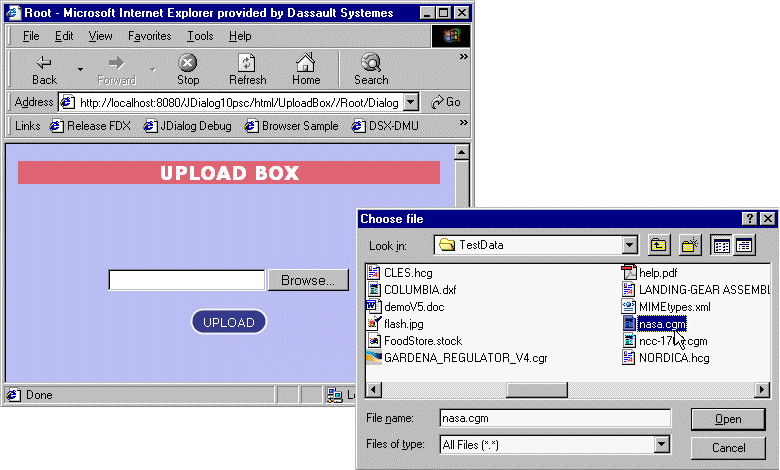 Root - Microsoft Internet Explorer provided by Dassault Systemes
File Edit View Favorites Tools Help
Back Forward Stop Refresh Home Search
Address http://localhost:8080/JDialog10psc/html/UploadBox//Root/Dialog Go
Links Release FDX JDialog Debug Browser Sample DSX-DMU
UPLOAD BOX
Browse...
UPLOAD
Done
Choose file
Look in: TestData
CLES.hcg
COLUMBIA.dxf
demoV5.doc
flash.jpg
FoodStore.stock
GARDENA_REGULATOR_V4.cgr
help.pdf
LANDING-GEAR ASSEMBL
MIMEtypes.xml
nasa.cgm
NORDICA.hcg
File name: nasa.cgm Open
Files of type: All Files (*.*) Cancel